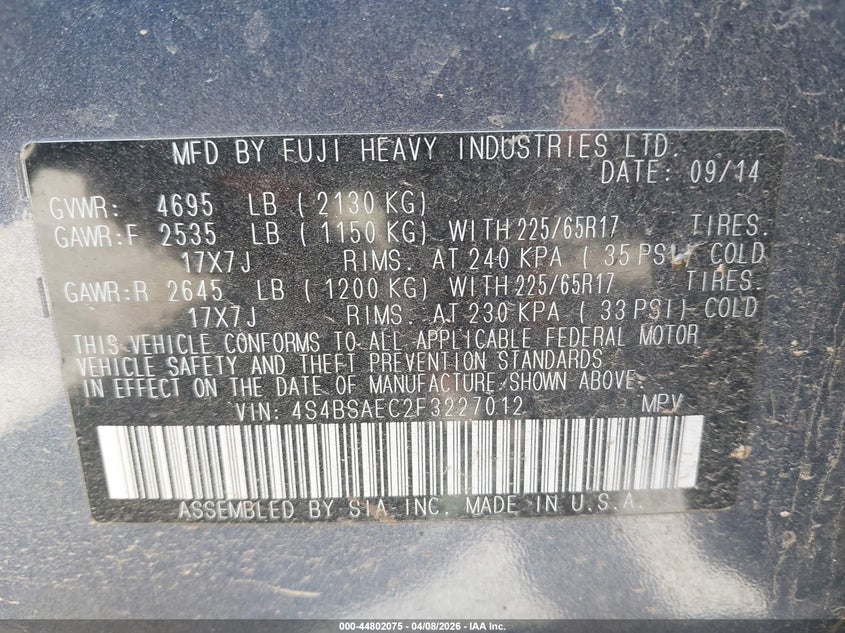 MFD BY FUJI HEAVY INDUSTRIES LTD.
DATE: 09/14
GVWR: 4695 LB ( 2130 KG)
GAWR:F 2535 LB ( 1150 KG) WITH 225/65R17 TIRES.
17X7J RIMS. AT 240 KPA ( 35 PSI) COLD
GAWR:R 2645 LB ( 1200 KG) WITH 225/65R17 TIRES.
17X7J RIMS. AT 230 KPA ( 33 PSI) COLD
THIS VEHICLE CONFORMS TO ALL APPLICABLE FEDERAL MOTOR
VEHICLE SAFETY AND THEFT PREVENTION STANDARDS
IN EFFECT ON THE DATE OF MANUFACTURE SHOWN ABOVE.
VIN: 4S4BSAEC2F3227012 MPV
ASSEMBLED BY SIA INC. MADE IN U.S.A.
000-44802075 - 04/08/2026 - IAA Inc.